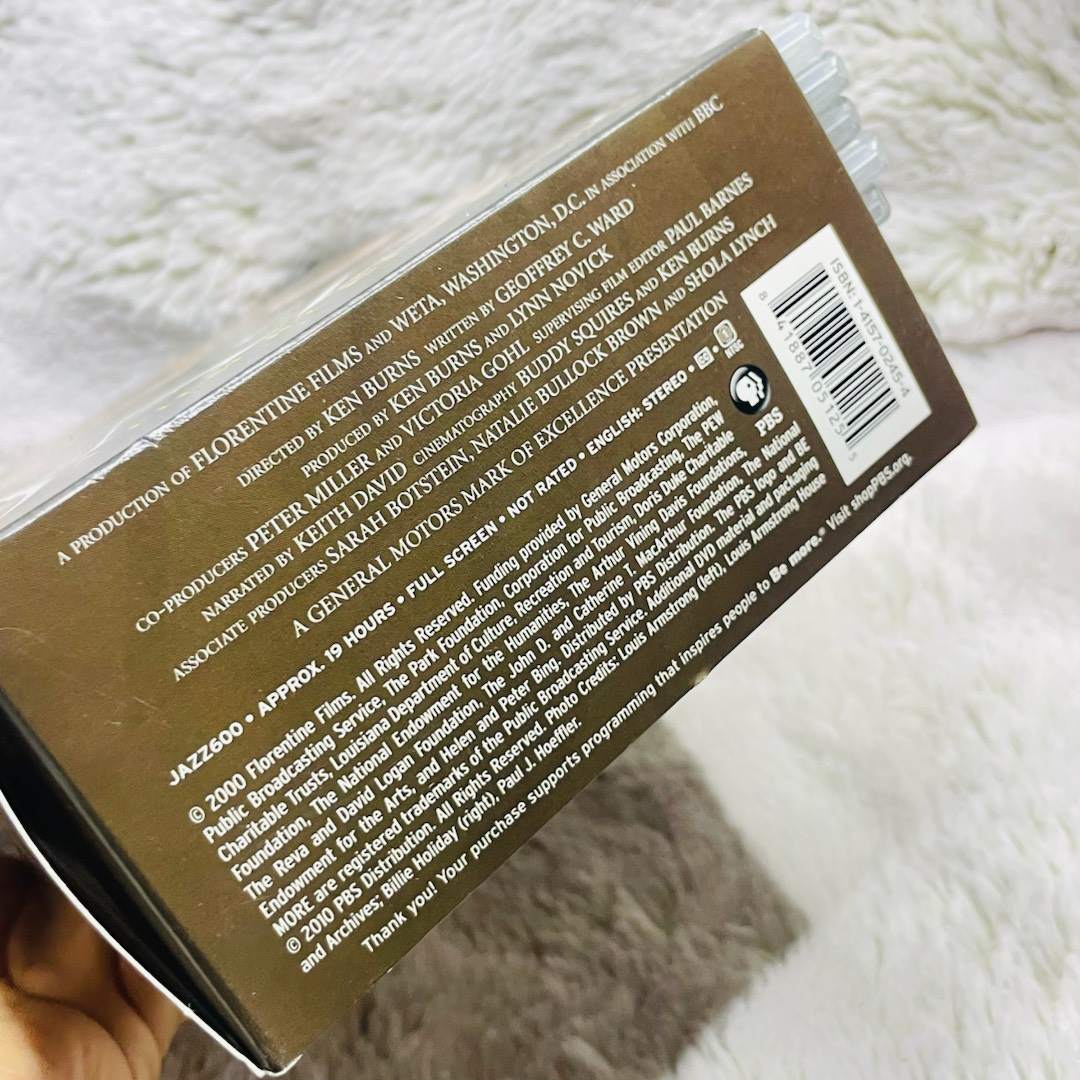 A PRODUCTION OF FLORENTINE FILMS AND WETA, WASHINGTON, D.C. IN ASSOCIATION WITH BBC
DIRECTED BY KEN BURNS WRITTEN BY GEOFFREY C. WARD
PRODUCED BY KEN BURNS AND LYNN NOVICK
CO-PRODUCERS PETER MILLER AND VICTORIA GOHL SUPERVISING FILM EDITOR PAUL BARNES
NARRATED BY KEITH DAVID CINEMATOGRAPHY BUDDY SQUIRES AND KEN BURNS
ASSOCIATE PRODUCERS SARAH BOTSTEIN, NATALIE BULLOCK BROWN AND SHOLA LYNCH
A GENERAL MOTORS MARK OF EXCELLENCE PRESENTATION
JAZZ600 • APPROX. 19 HOURS • FULL SCREEN • NOT RATED • ENGLISH: STEREO • CC • 1 NTSC
© 2000 Florentine Films. All Rights Reserved. Funding provided by General Motors Corporation,
Public Broadcasting Service, The Park Foundation, Corporation for Public Broadcasting, The PEW
Charitable Trusts, Louisiana Department of Culture, Recreation and Tourism, Doris Duke Charitable
Foundation, The National Endowment for the Humanities, The Arthur Vining Davis Foundations,
The Reva and David Logan Foundation, The John D. and Catherine T. MacArthur Foundation, The National
Endowment for the Arts, and Helen and Peter Bing. Distributed by PBS Distribution. The PBS logo and BE
MORE are registered trademarks of the Public Broadcasting Service. Additional DVD material and packaging
© 2010 PBS Distribution. All Rights Reserved. Photo Credits: Louis Armstrong (left), Louis Armstrong House
and Archives; Billie Holiday (right), Paul J. Hoeffler.
Thank you! Your purchase supports programming that inspires people to Be more.® Visit shopPBS.org.
PBS
ISBN: 1-4157-0245-4
8 41887 05125 5